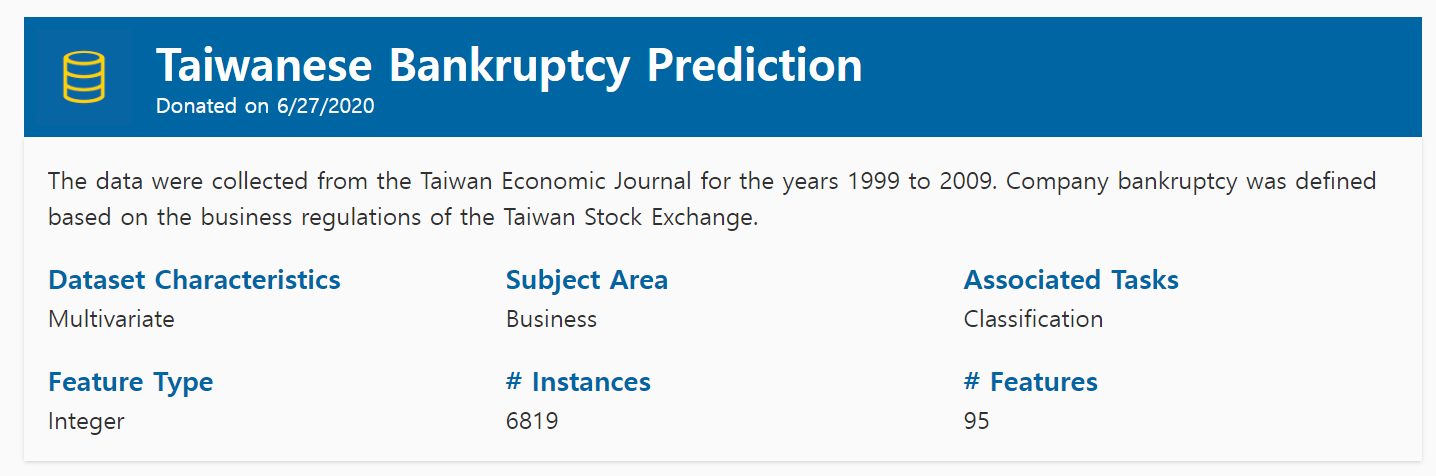 Taiwanese Bankruptcy Prediction
Donated on 6/27/2020
The data were collected from the Taiwan Economic Journal for the years 1999 to 2009. Company bankruptcy was defined
based on the business regulations of the Taiwan Stock Exchange.
Dataset Characteristics
Multivariate
Subject Area
Business
Associated Tasks
Classification
Feature Type
Integer
# Instances
6819
# Features
95